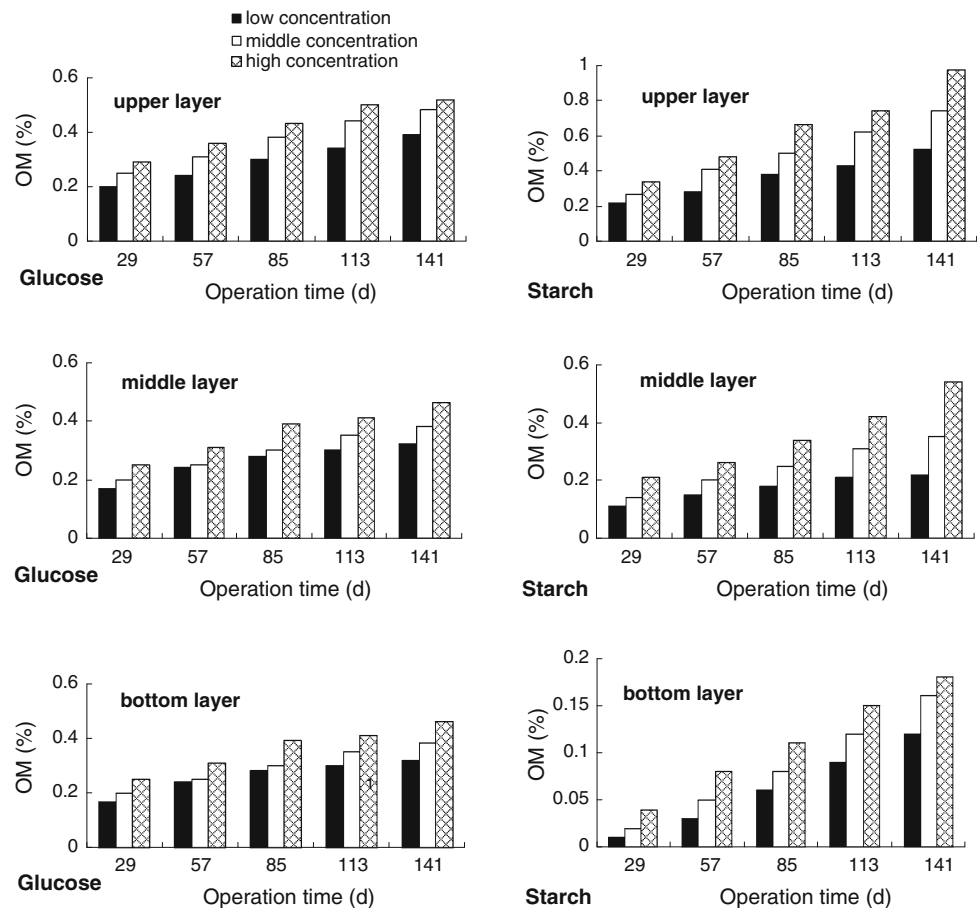 low concentration
middle concentration
high concentration
upper layer
OM (%)
0.6
0.4
0.2
0
29 57 85 113 141
Glucose
Operation time (d)
upper layer
OM (%)
1
0.8
0.6
0.4
0.2
0
29 57 85 113 141
Starch
Operation time (d)
middle layer
OM (%)
0.6
0.4
0.2
0
29 57 85 113 141
Glucose
Operation time (d)
middle layer
OM (%)
0.6
0.4
0.2
0
29 57 85 113 141
Starch
Operation time (d)
bottom layer
OM (%)
0.6
0.4
0.2
0
29 57 85 113 141
Glucose
Operation time (d)
bottom layer
OM (%)
0.2
0.15
0.1
0.05
0
29 57 85 113 141
Starch
Operation time (d)